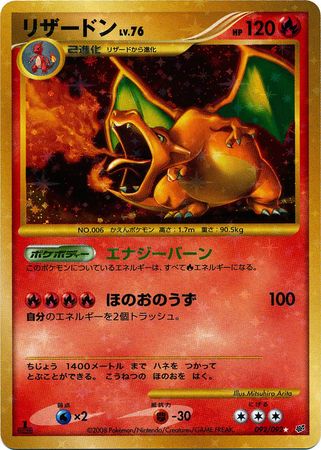 リザードン LV.76
HP 120
2進化 リザードから進化
NO.006 かえんポケモン 高さ：1.7m 重さ：90.5kg
ポケボディー エナジーバーン
このポケモンについているエネルギーは、すべて炎エネルギーになる。
ほのおのうず 100
自分のエネルギーを2個トラッシュ。
ちじょう 1400メートル まで ハネを つかって
とぶことができる。こうねつの ほのおを はく。
Illus. Mitsuhiro Arita
弱点 抵抗力 にげる
×2 -30
©2008 Pokémon/Nintendo/Creatures/GAME FREAK.
092/092